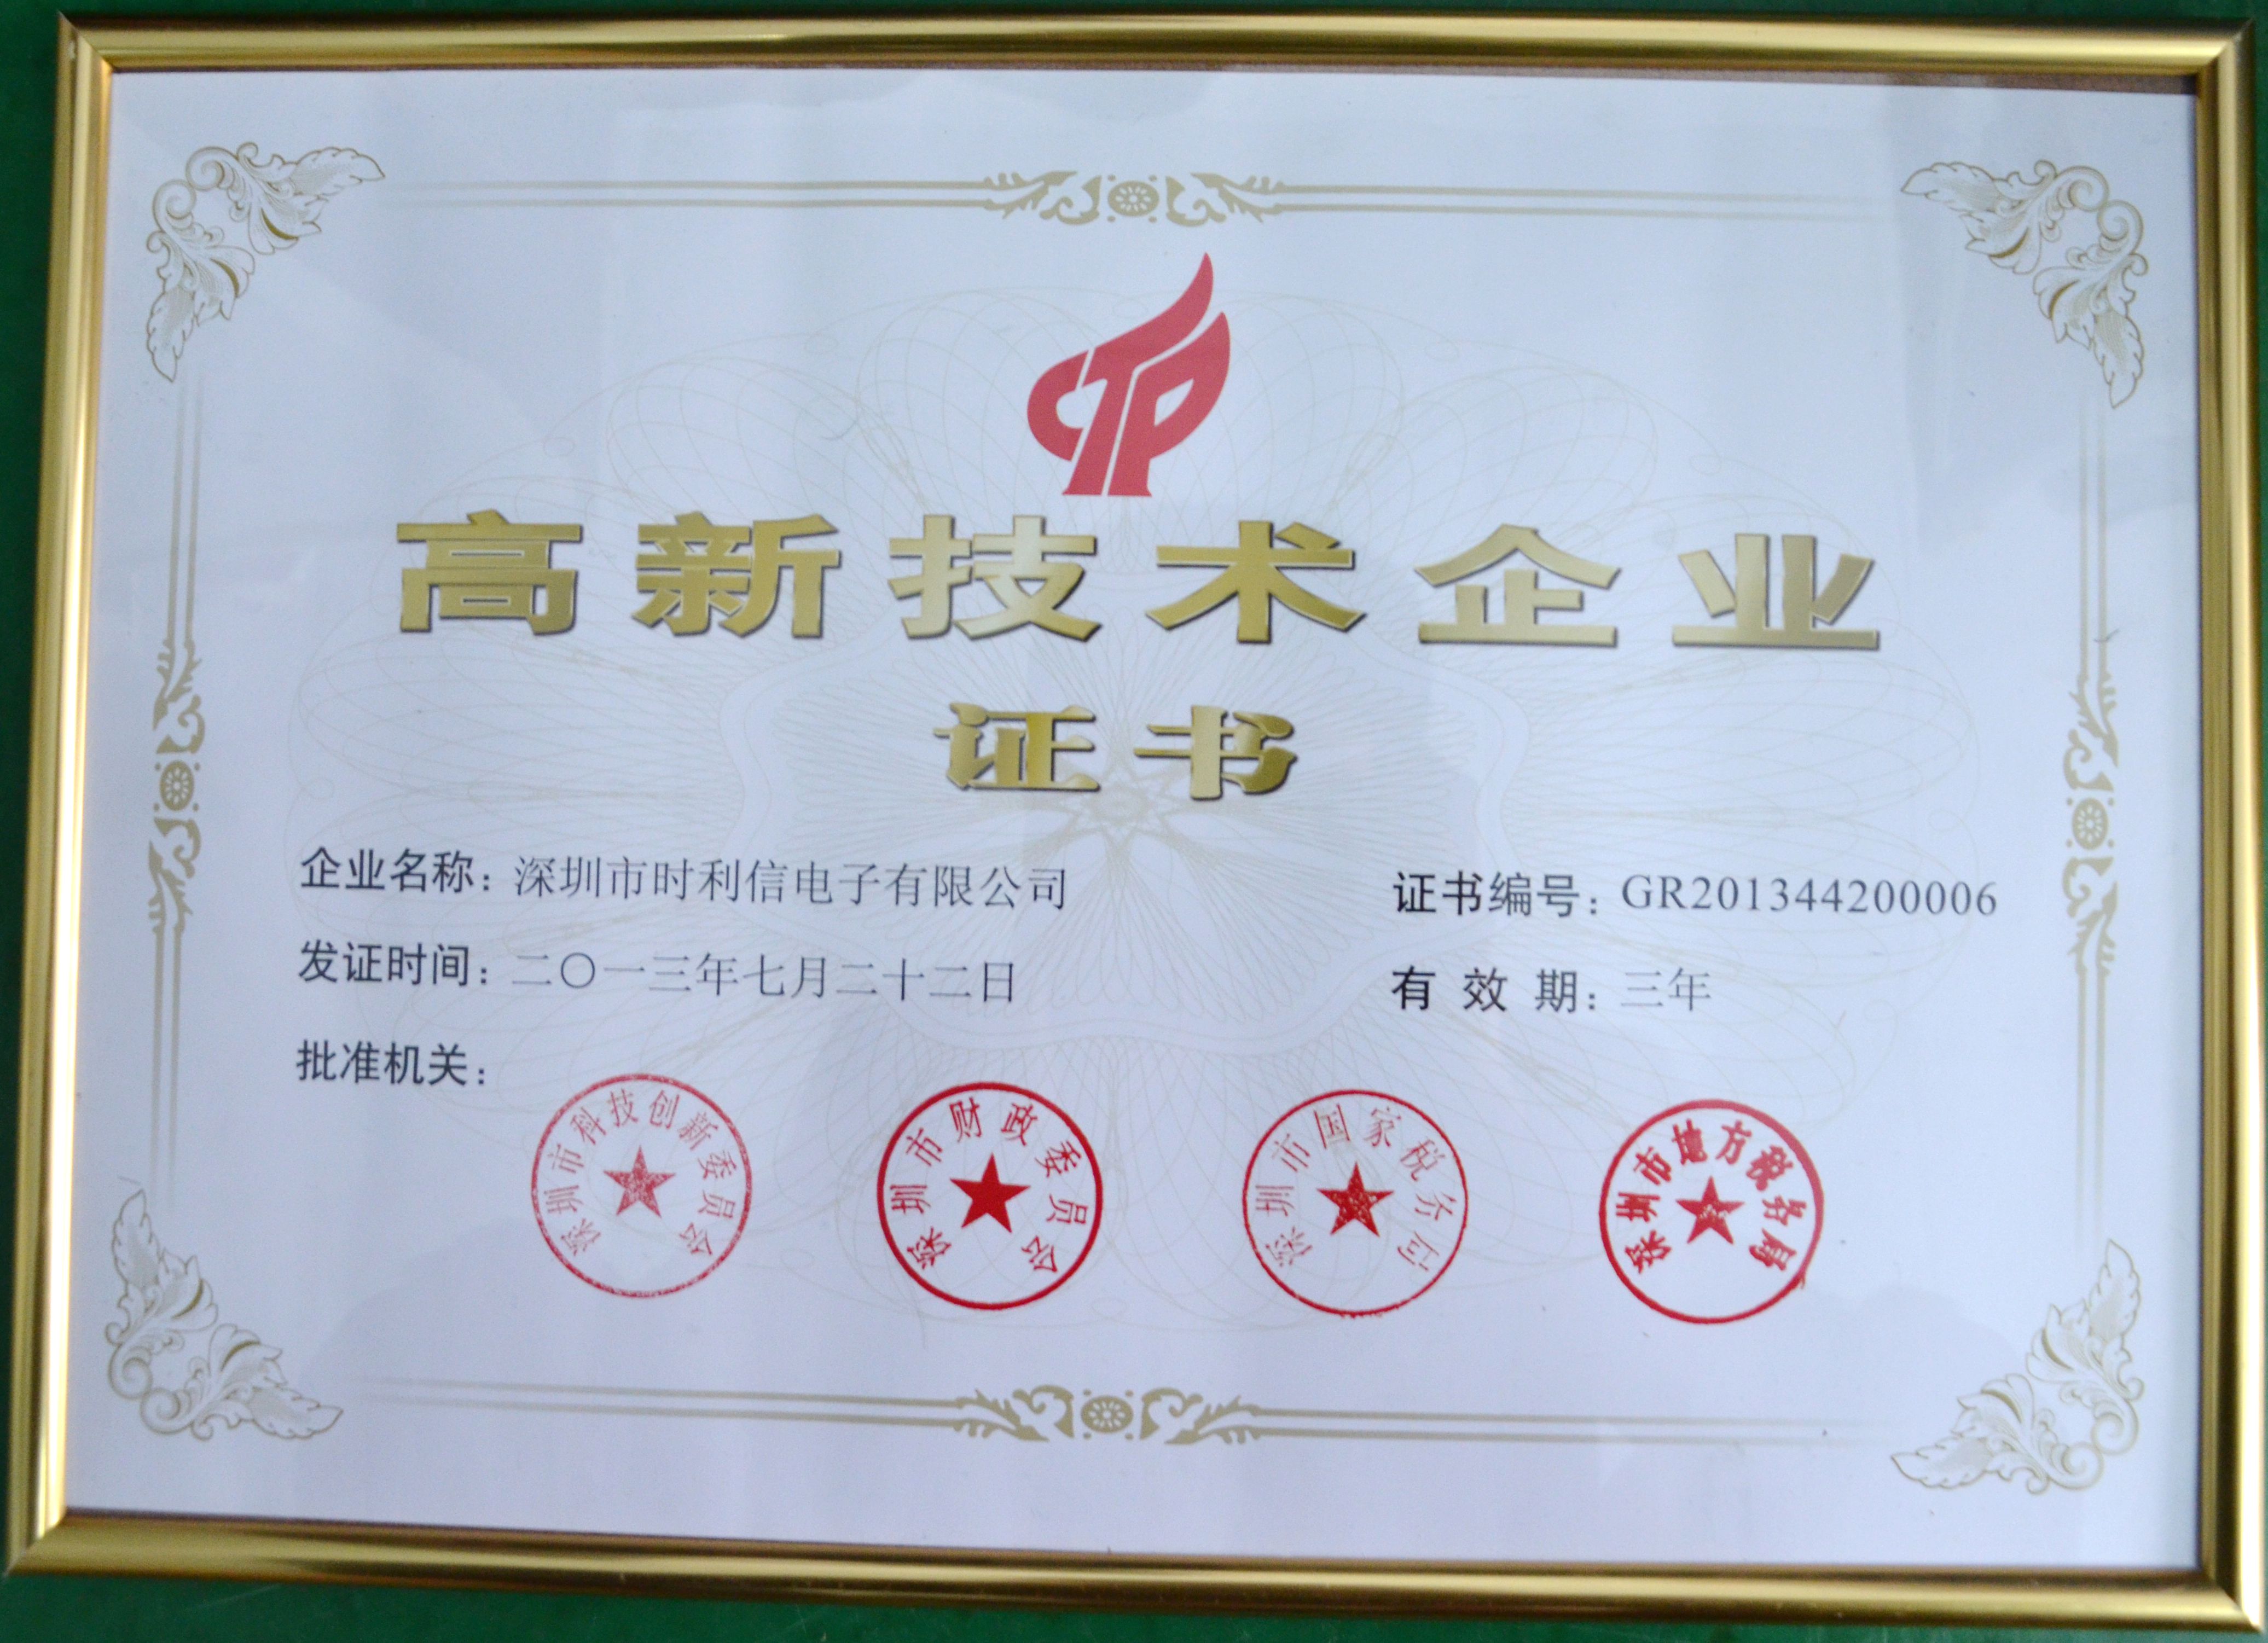 CTP
高新技术企业
证书
企业名称：深圳市时利信电子有限公司
证书编号：GR201344200006
发证时间：二〇一三年七月二十二日
有效期：三年
批准机关：
深圳市科技创新委员会
深圳市财政委员会
深圳市国家税务局
深圳市地方税务局